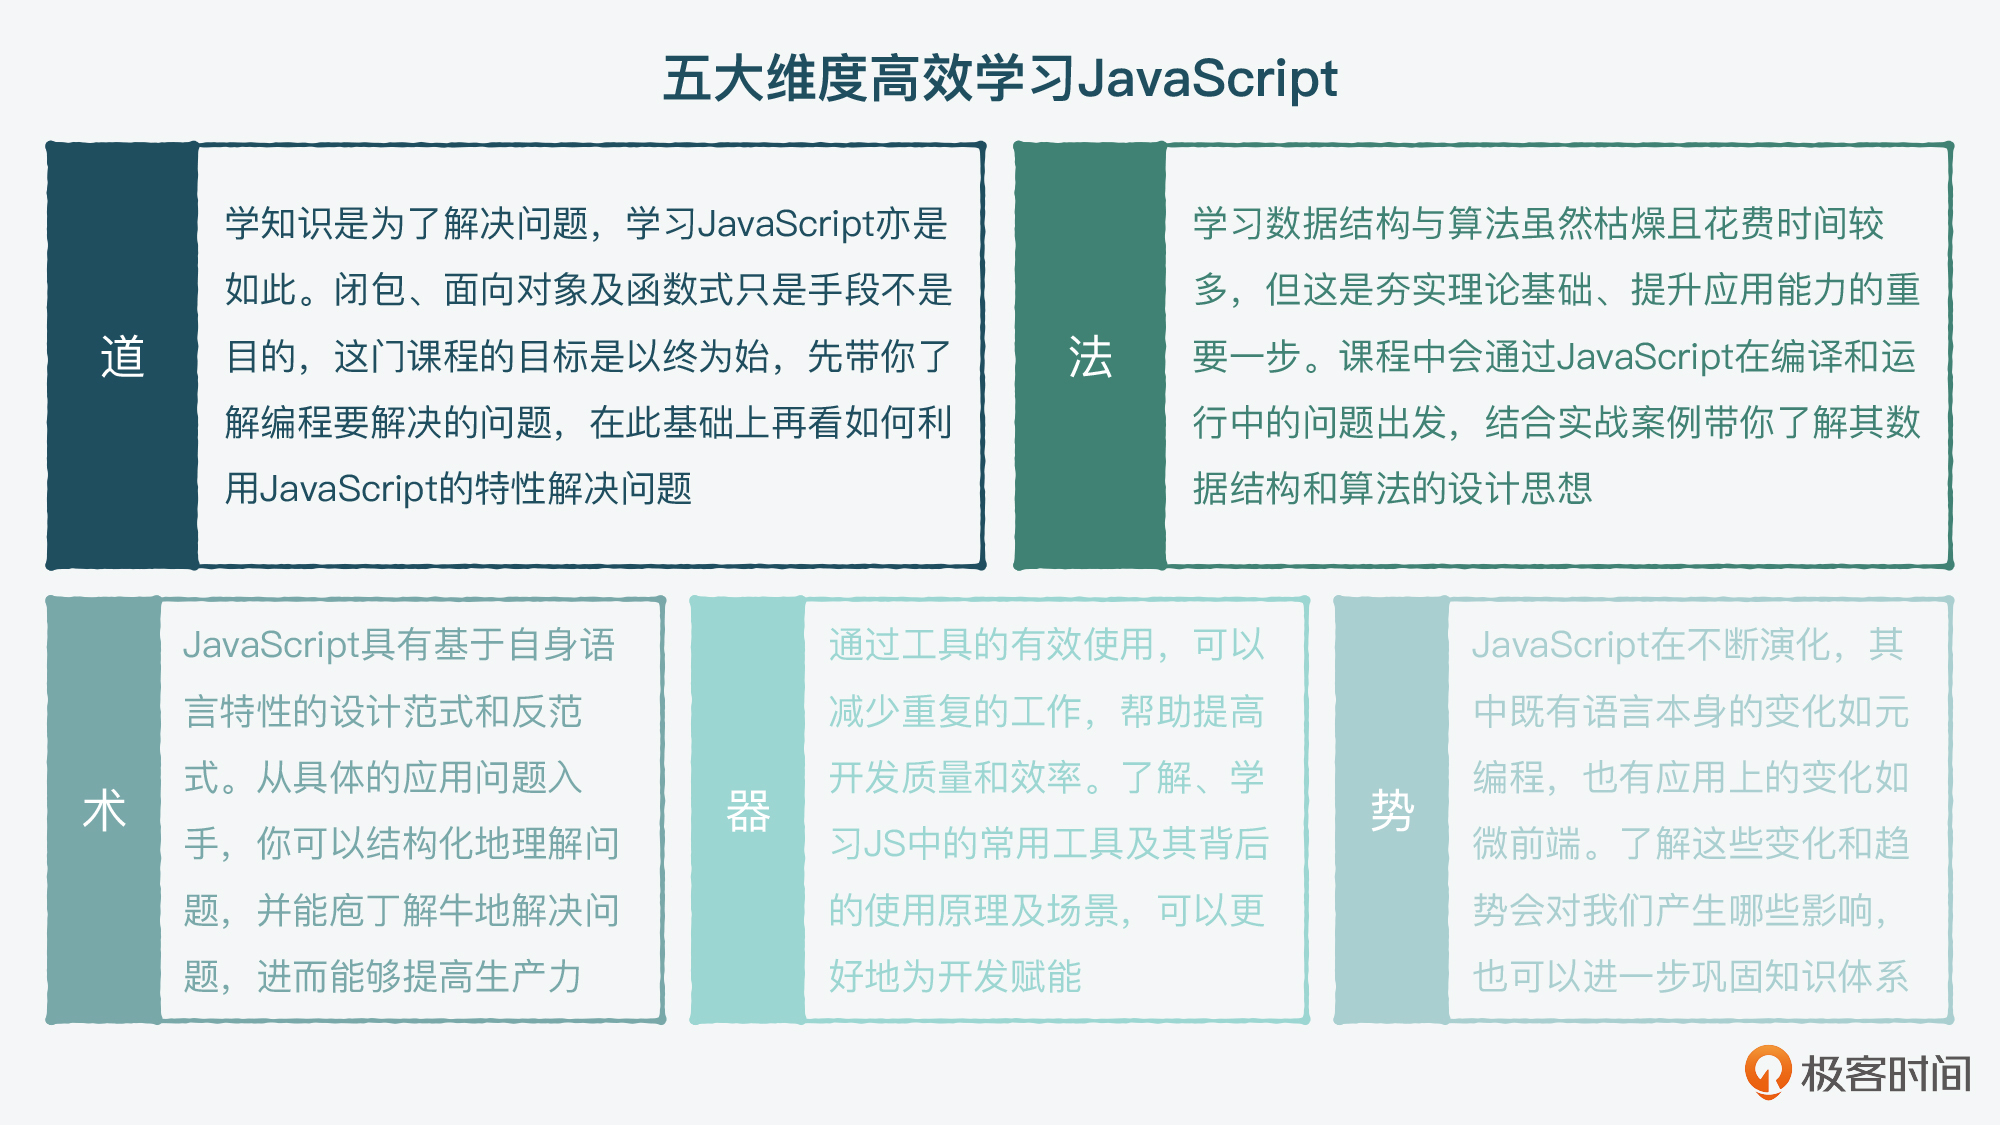 五大维度高效学习JavaScript
道
学知识是为了解决问题，学习JavaScript亦是
如此。闭包、面向对象及函数式只是手段不是
目的，这门课程的目标是以终为始，先带你了
解编程要解决的问题，在此基础上再看如何利
用JavaScript的特性解决问题
法
学习数据结构与算法虽然枯燥且花费时间较
多，但这是夯实理论基础、提升应用能力的重
要一步。课程中会通过JavaScript在编译和运
行中的问题出发，结合实战案例带你了解其数
据结构和算法的设计思想
术
JavaScript具有基于自身语
言特性的设计范式和反范
式。从具体的应用问题入
手，你可以结构化地理解问
题，并能庖丁解牛地解决问
题，进而能够提高生产力
器
通过工具的有效使用，可以
减少重复的工作，帮助提高
开发质量和效率。了解、学
习JS中的常用工具及其背后
的使用原理及场景，可以更
好地为开发赋能
势
JavaScript在不断演化，其
中既有语言本身的变化如元
编程，也有应用上的变化如
微前端。了解这些变化和趋
势会对我们产生哪些影响，
也可以进一步巩固知识体系
极客时间